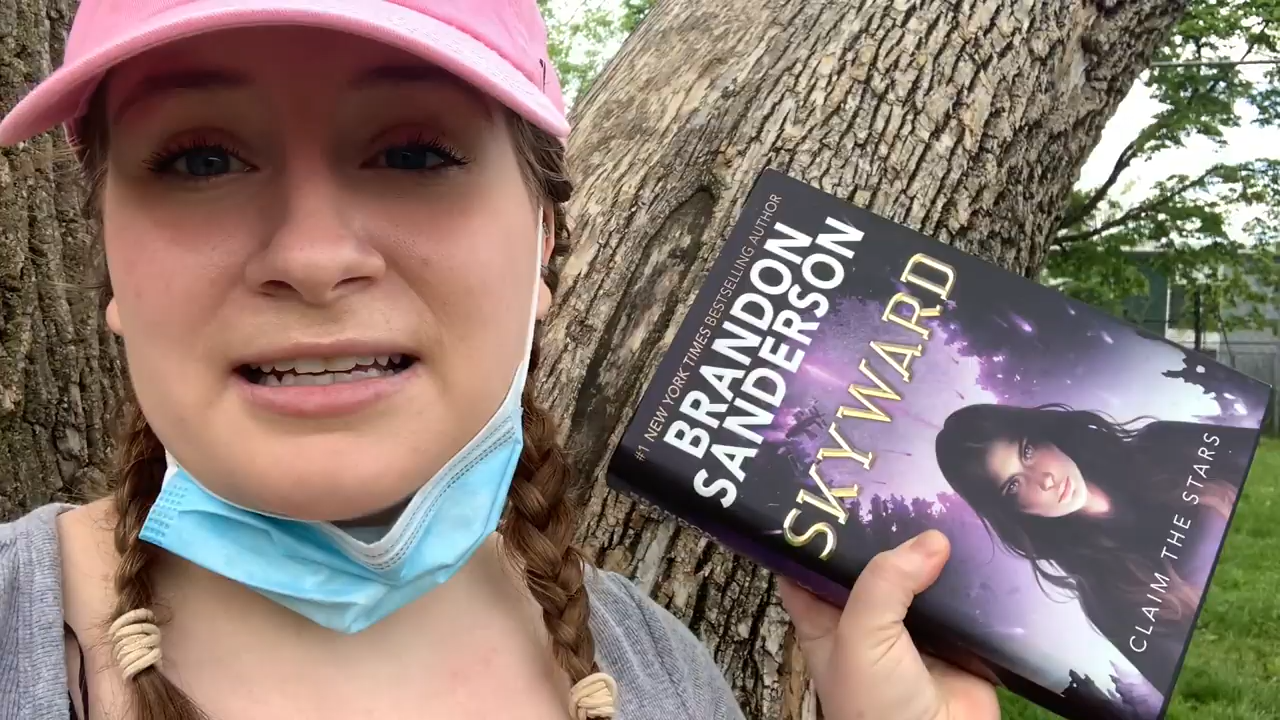 #1 NEW YORK TIMES BESTSELLING AUTHOR
BRANDON
SANDERSON
SKYWARD
CLAIM THE STARS